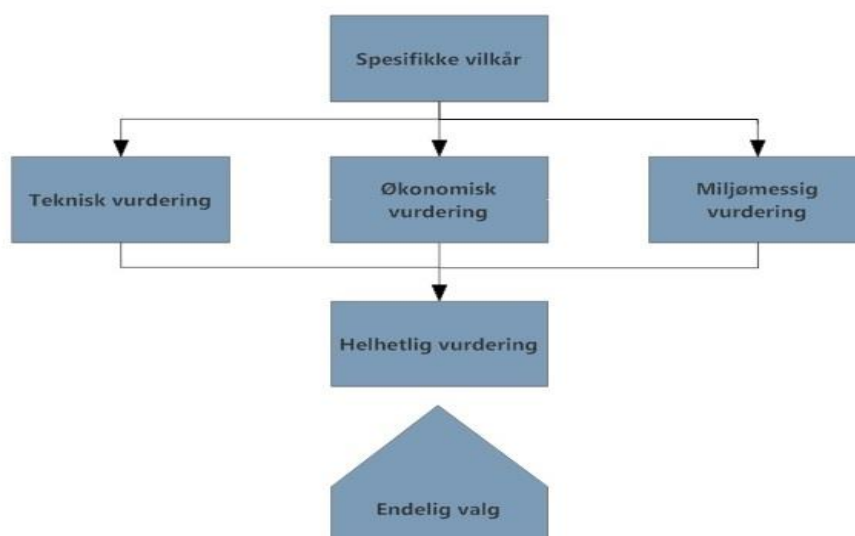 Spesifikke vilkår
Teknisk vurdering
Økonomisk
vurdering
Miljømessig
vurdering
Helhetlig vurdering
Endelig valg